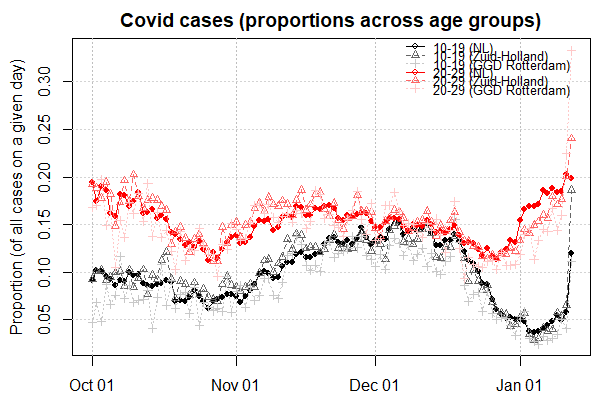 Covid cases (proportions across age groups)
10-19 (NL)
10-19 (Zuid-Holland)
10-19 (GGD Rotterdam)
20-29 (NL)
20-29 (Zuid-Holland)
20-29 (GGD Rotterdam)
Proportion (of all cases on a given day)
0.30
0.25
0.20
0.15
0.10
0.05
Oct 01
Nov 01
Dec 01
Jan 01